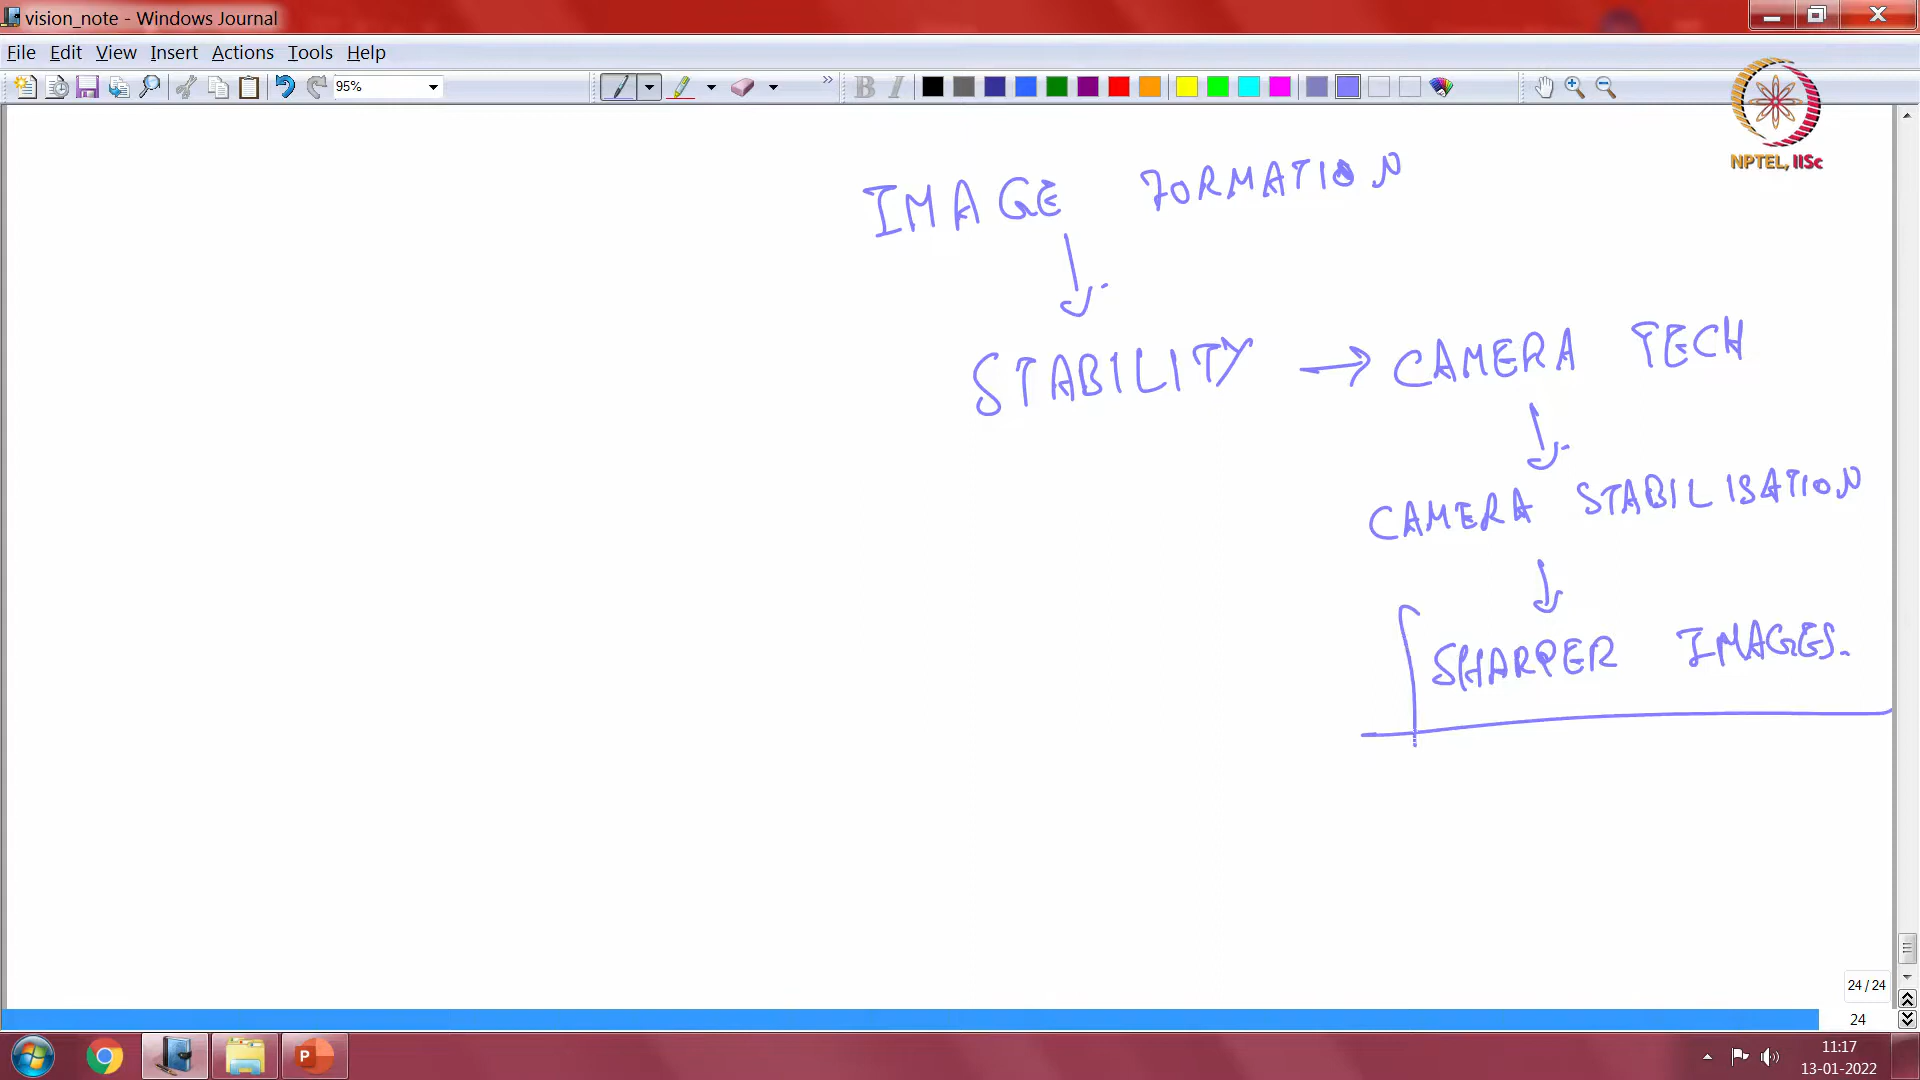 vision_note - Windows Journal
File Edit View Insert Actions Tools Help
95%
B I
NPTEL, IISc
IMAGE FORMATION
STABILITY → CAMERA TECH
CAMERA STABILISATION
SHARPER IMAGES.
24 / 24
24
P
11:17
13-01-2022